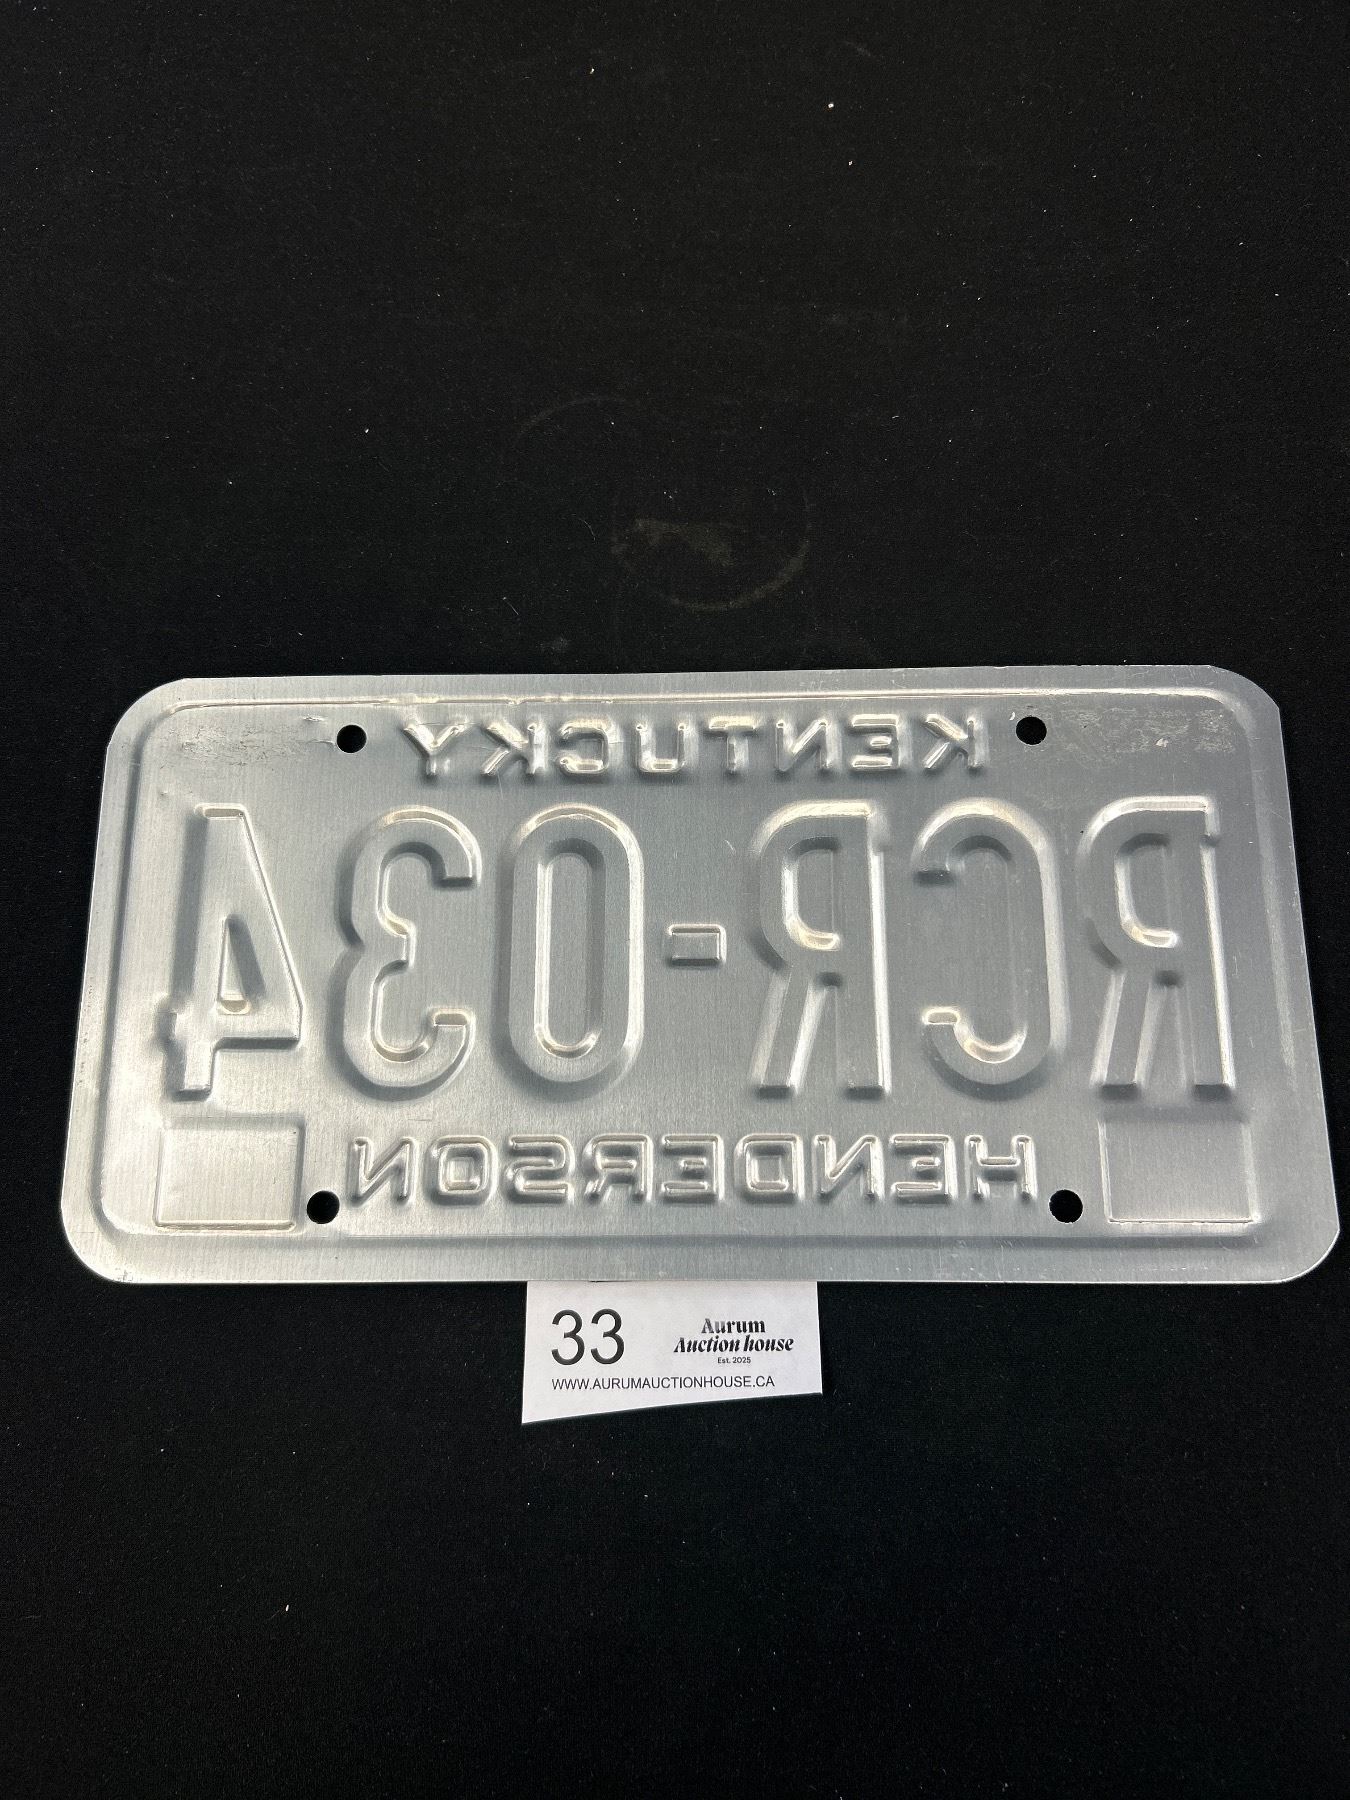 KENTUCKY
RCR-034
HENDERSON
33
Aurum
Auction house
Est. 2025
WWW.AURUMAUCTIONHOUSE.CA